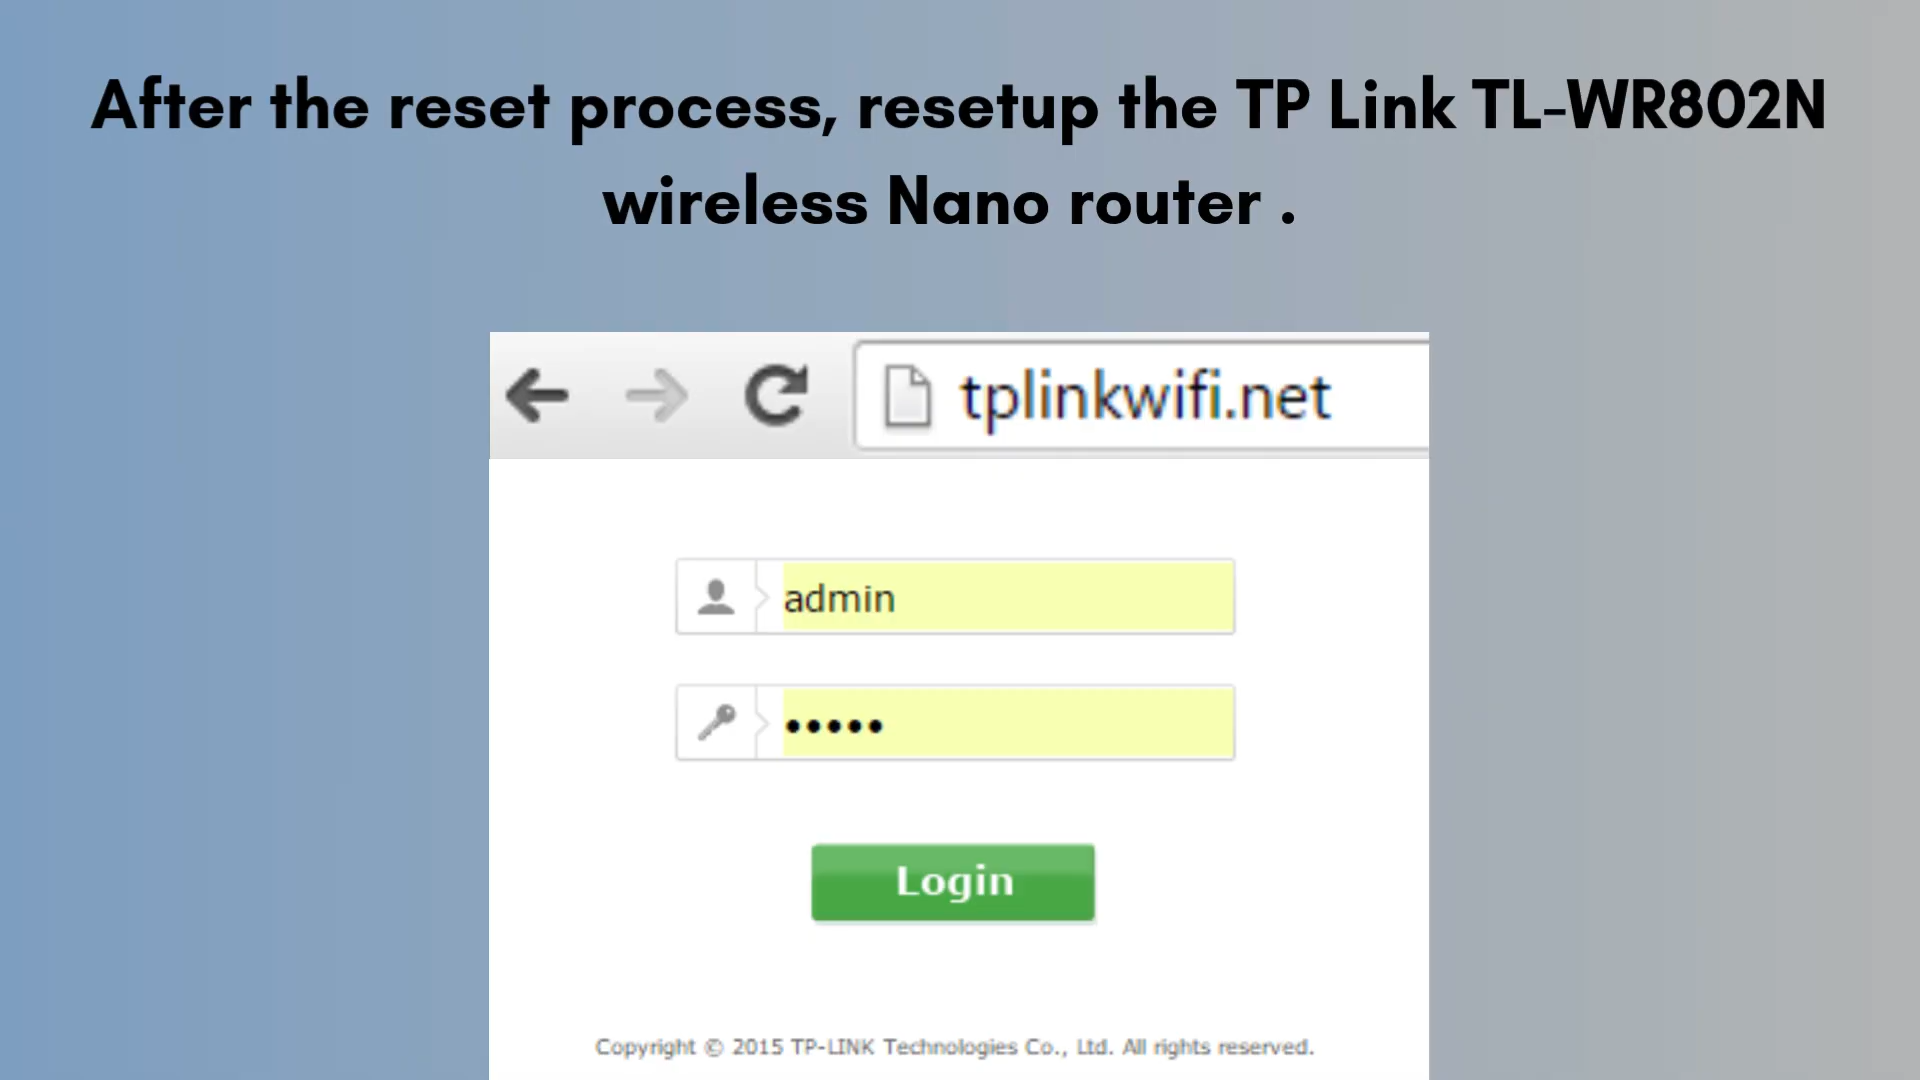 After the reset process, resetup the TP Link TL-WR802N
wireless Nano router .
tplinkwifi.net
admin
•••••
Login
Copyright © 2015 TP-LINK Technologies Co., Ltd. All rights reserved.